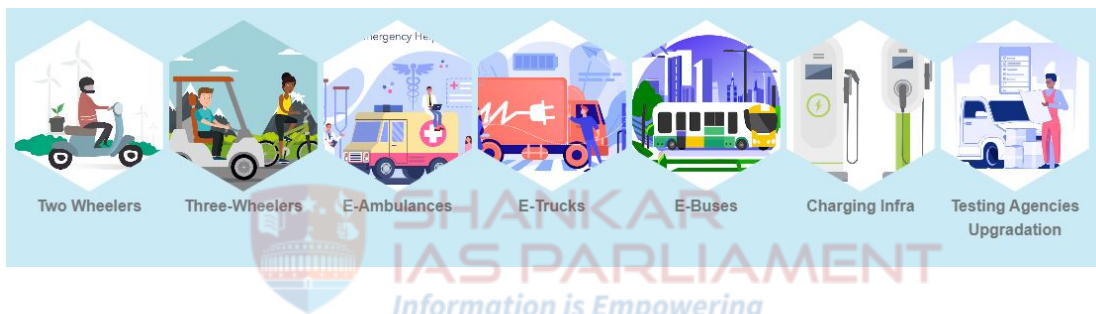 Two Wheelers
Three-Wheelers
E-Ambulances
E-Trucks
E-Buses
Charging Infra
Testing Agencies
Upgradation
SHANKAR
IAS PARLIAMENT
Information is Empowering